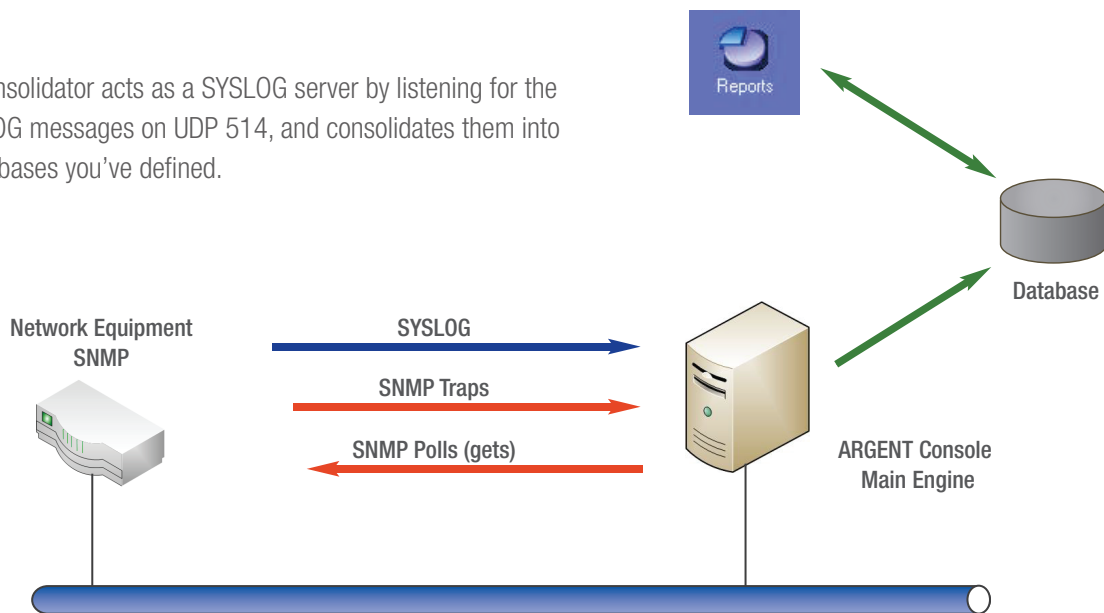 nsolidator acts as a SYSLOG server by listening for the
OG messages on UDP 514, and consolidates them into
bases you’ve defined.
Reports
Database
Network Equipment
SNMP
SYSLOG
SNMP Traps
SNMP Polls (gets)
ARGENT Console
Main Engine